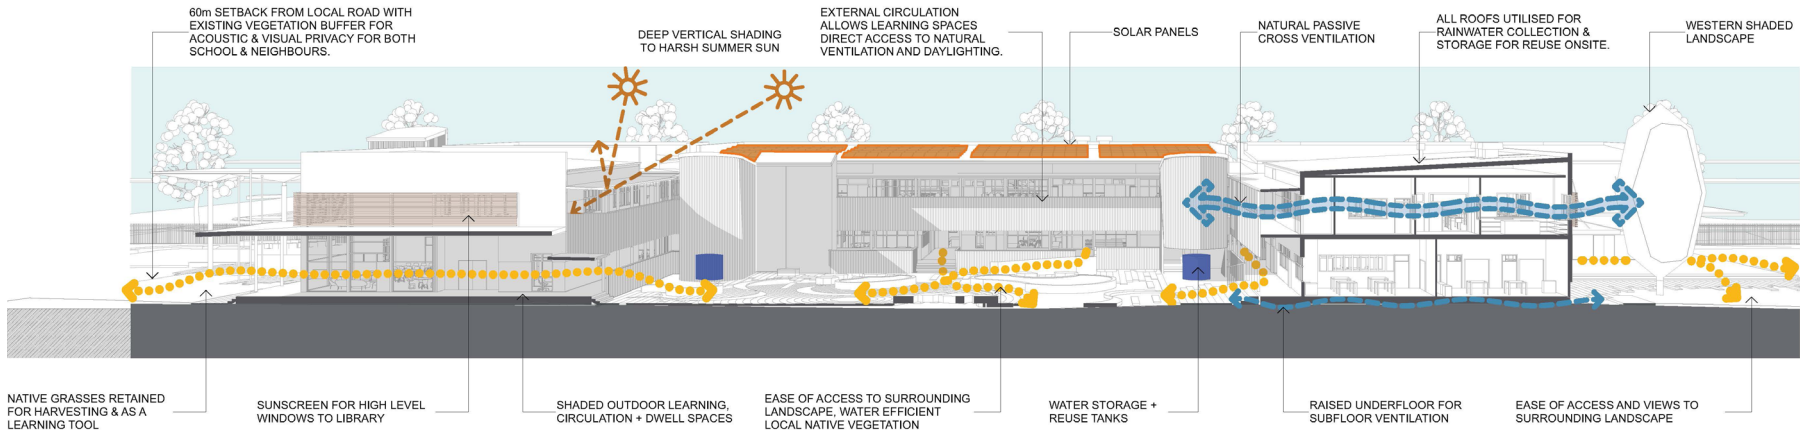 60m SETBACK FROM LOCAL ROAD WITH
EXISTING VEGETATION BUFFER FOR
ACOUSTIC & VISUAL PRIVACY FOR BOTH
SCHOOL & NEIGHBOURS.
DEEP VERTICAL SHADING
TO HARSH SUMMER SUN
EXTERNAL CIRCULATION
ALLOWS LEARNING SPACES
DIRECT ACCESS TO NATURAL
VENTILATION AND DAYLIGHTING.
SOLAR PANELS
NATURAL PASSIVE
CROSS VENTILATION
ALL ROOFS UTILISED FOR
RAINWATER COLLECTION &
STORAGE FOR REUSE ONSITE.
WESTERN SHADED
LANDSCAPE
NATIVE GRASSES RETAINED
FOR HARVESTING & AS A
LEARNING TOOL
SUNSCREEN FOR HIGH LEVEL
WINDOWS TO LIBRARY
SHADED OUTDOOR LEARNING,
CIRCULATION + DWELL SPACES
EASE OF ACCESS TO SURROUNDING
LANDSCAPE, WATER EFFICIENT
LOCAL NATIVE VEGETATION
WATER STORAGE +
REUSE TANKS
RAISED UNDERFLOOR FOR
SUBFLOOR VENTILATION
EASE OF ACCESS AND VIEWS TO
SURROUNDING LANDSCAPE